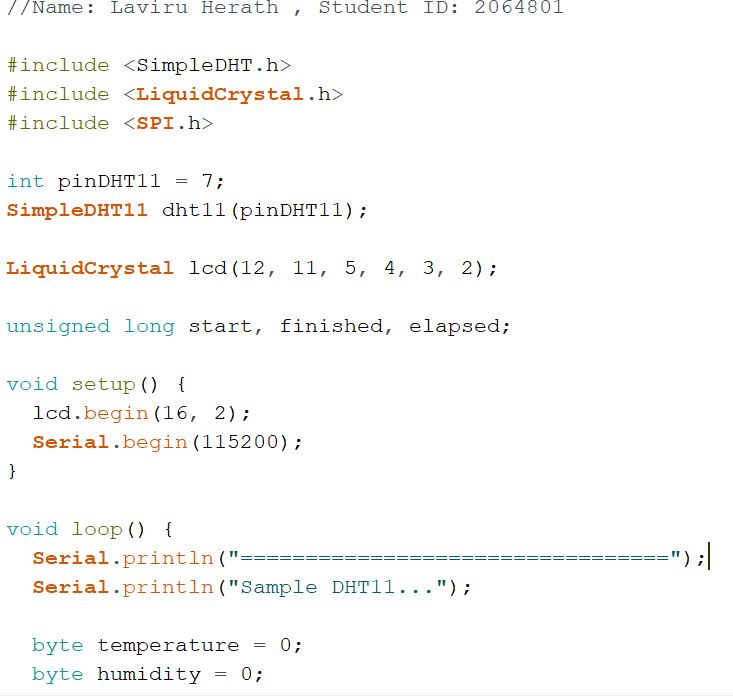 //Name: Laviru Herath , Student ID: 2064801
#include <SimpleDHT.h>
#include <LiquidCrystal.h>
#include <SPI.h>
int pinDHT11 = 7;
SimpleDHT11 dht11(pinDHT11);
LiquidCrystal lcd(12, 11, 5, 4, 3, 2);
unsigned long start, finished, elapsed;
void setup() {
  lcd.begin(16, 2);
  Serial.begin(115200);
}
void loop() {
  Serial.println("=================================");
  Serial.println("Sample DHT11...");
  byte temperature = 0;
  byte humidity = 0;